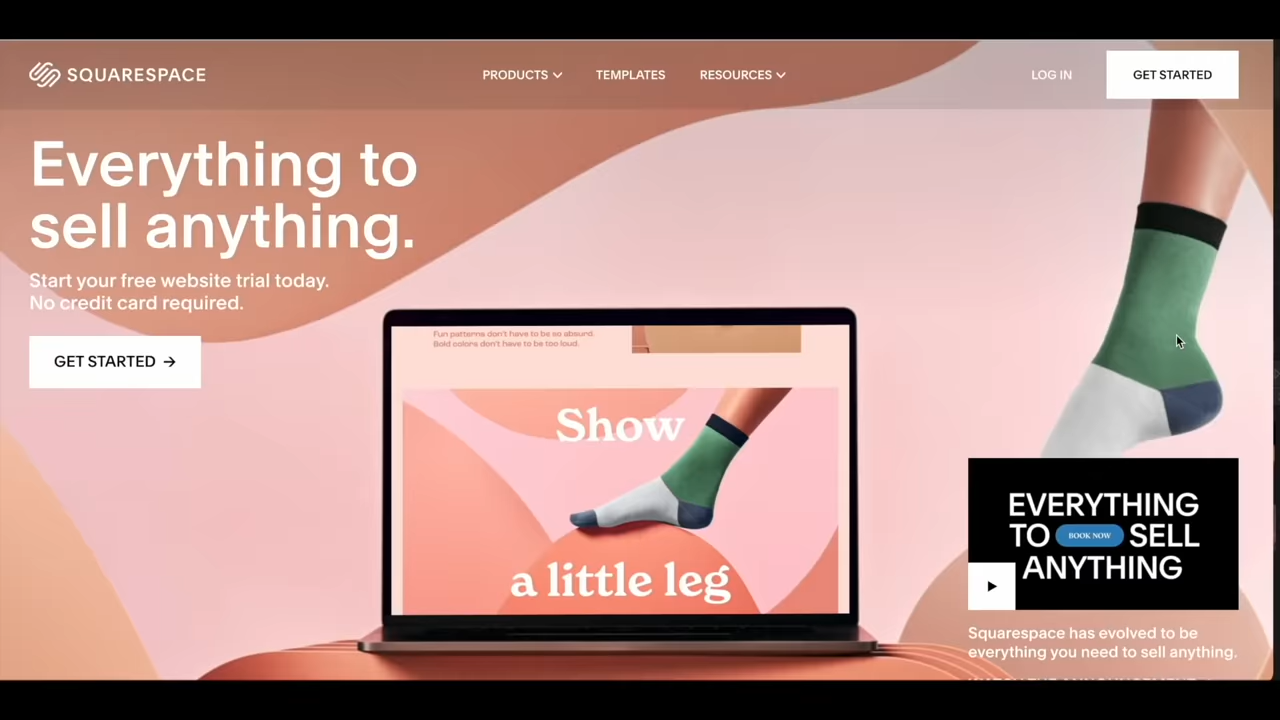 SQUARESPACE
PRODUCTS
TEMPLATES
RESOURCES
LOG IN
GET STARTED
Everything to
sell anything.
Start your free website trial today.
No credit card required.
GET STARTED →
Fun patterns don't have to be so absurd.
Bold colors don't have to be too loud.
Show
a little leg
EVERYTHING
TO BOOK NOW SELL
ANYTHING
Squarespace has evolved to be
everything you need to sell anything.